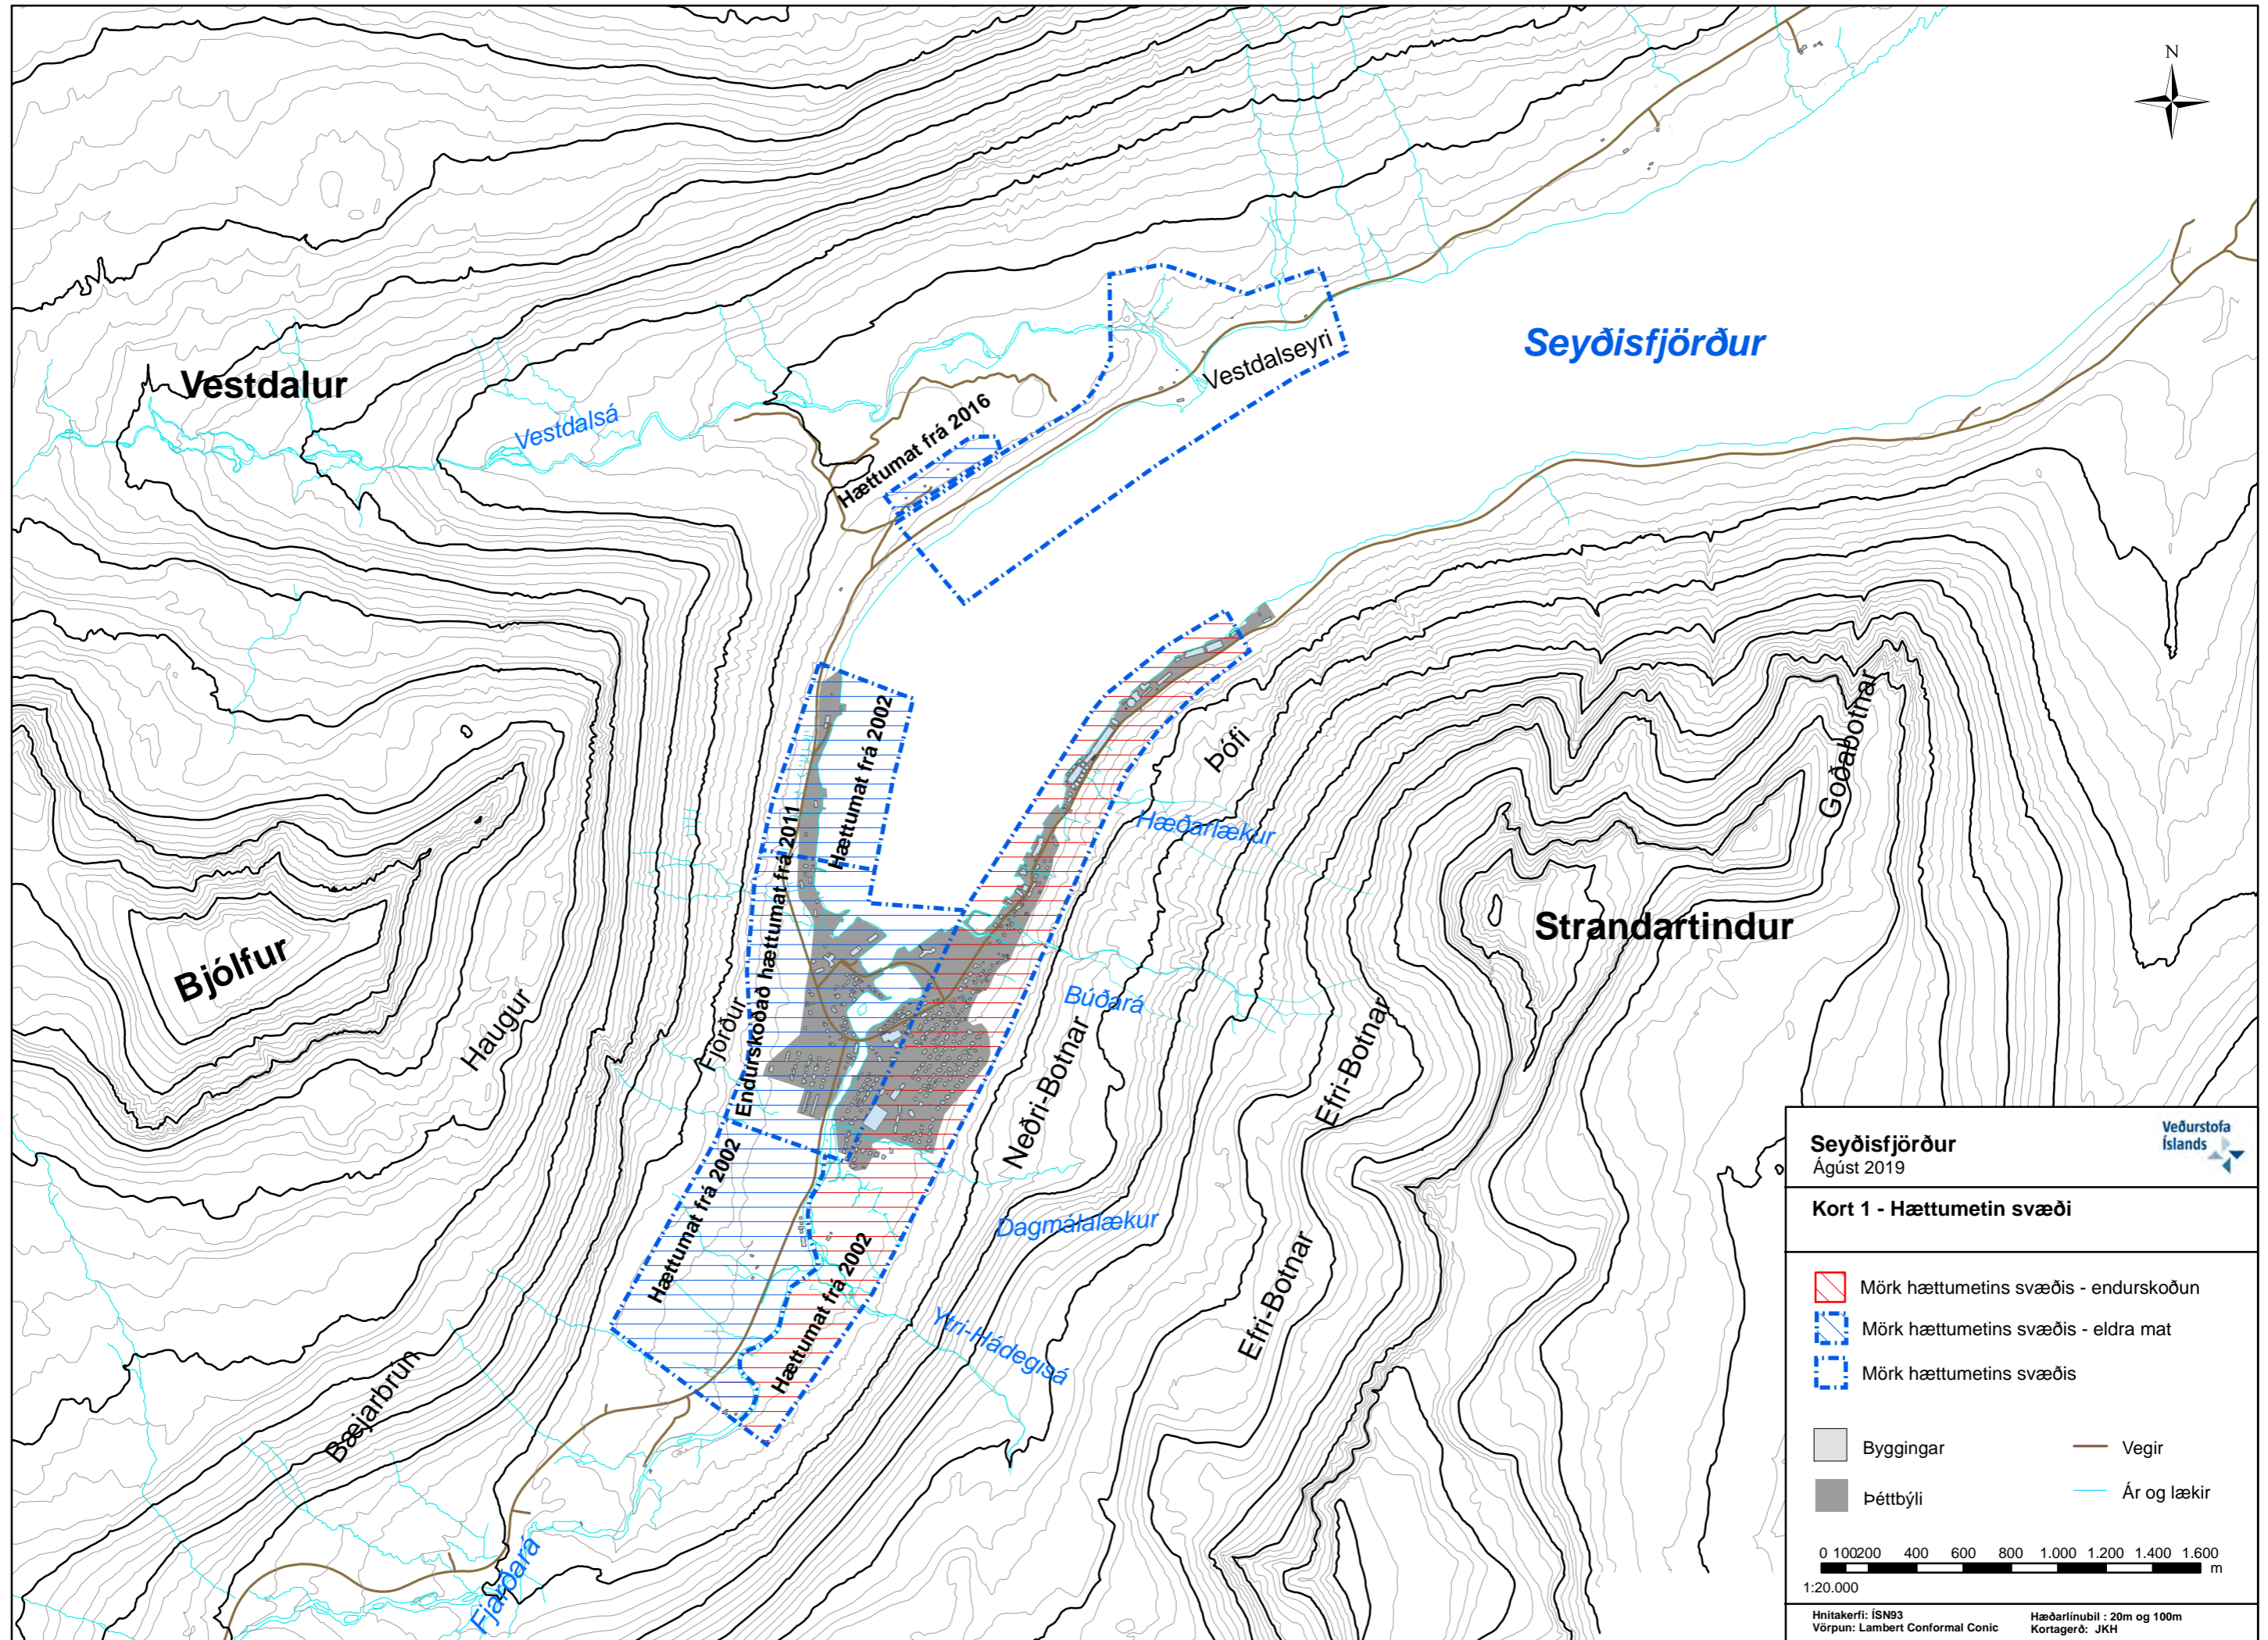 N
Seyðisfjörður
Vestdalur
Vestdalsá
Vestdalseyri
Hættumat frá 2016
Hættumat frá 2002
Endurskoðað hættumat frá 2011
Þófi
Hæðarlækur
Goðabotnar
Strandartindur
Bjólfur
Haugur
Fjörður
Búðará
Neðri-Botnar
Efri-Botnar
Hættumat frá 2002
Dagmálalækur
Hættumat frá 2002
Efri-Botnar
Ytri-Hádegisá
Bæjarbrún
Fjarðará
Seyðisfjörður
Ágúst 2019
Veðurstofa
Íslands
Kort 1 - Hættumetin svæði
Mörk hættumetins svæðis - endurskoðun
Mörk hættumetins svæðis - eldra mat
Mörk hættumetins svæðis
Byggingar
Vegir
Þéttbýli
Ár og lækir
0 100200 400 600 800 1.000 1.200 1.400 1.600
m
1:20.000
Hnitakerfi: ÍSN93
Vörpun: Lambert Conformal Conic
Hæðarlínubil : 20m og 100m
Kortagerð: JKH